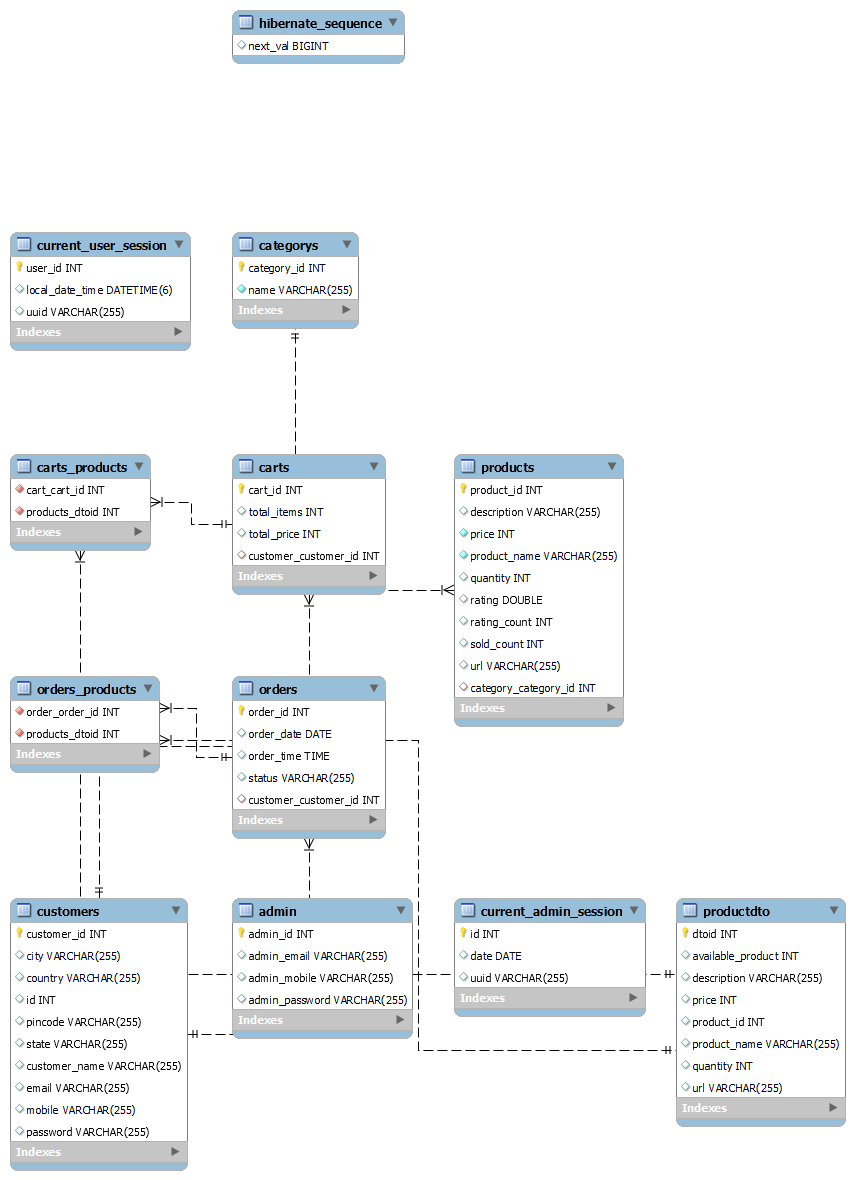 hibernate_sequence
next_val BIGINT
current_user_session
user_id INT
local_date_time DATETIME(6)
uuid VARCHAR(255)
Indexes
categorys
category_id INT
name VARCHAR(255)
Indexes
carts_products
cart_cart_id INT
products_dtoid INT
Indexes
carts
cart_id INT
total_items INT
total_price INT
customer_customer_id INT
Indexes
products
product_id INT
description VARCHAR(255)
price INT
product_name VARCHAR(255)
quantity INT
rating DOUBLE
rating_count INT
sold_count INT
url VARCHAR(255)
category_category_id INT
Indexes
orders_products
order_order_id INT
products_dtoid INT
Indexes
orders
order_id INT
order_date DATE
order_time TIME
status VARCHAR(255)
customer_customer_id INT
Indexes
customers
customer_id INT
city VARCHAR(255)
country VARCHAR(255)
id INT
pincode VARCHAR(255)
state VARCHAR(255)
customer_name VARCHAR(255)
email VARCHAR(255)
mobile VARCHAR(255)
password VARCHAR(255)
Indexes
admin
admin_id INT
admin_email VARCHAR(255)
admin_mobile VARCHAR(255)
admin_password VARCHAR(255)
Indexes
current_admin_session
id INT
date DATE
uuid VARCHAR(255)
Indexes
productdto
dtoid INT
available_product INT
description VARCHAR(255)
price INT
product_id INT
product_name VARCHAR(255)
quantity INT
url VARCHAR(255)
Indexes